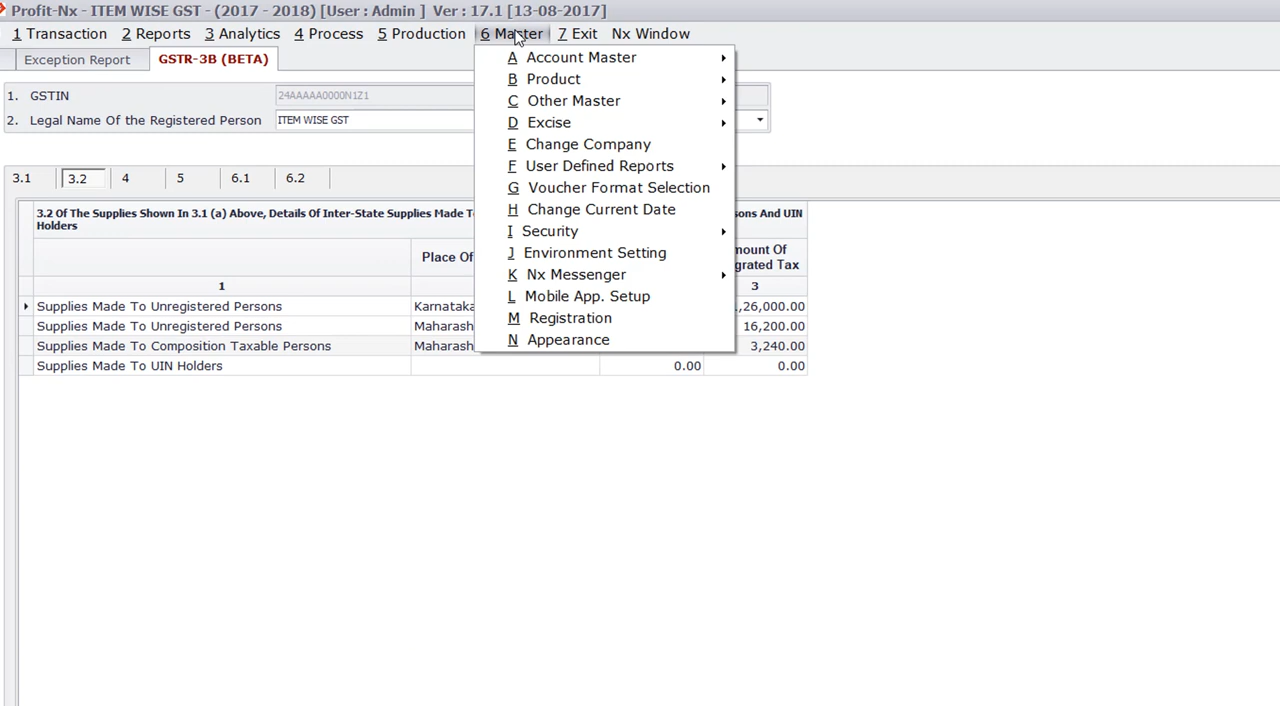 Profit-Nx - ITEM WISE GST - (2017 - 2018) [User : Admin ] Ver : 17.1 [13-08-2017]
1 Transaction 2 Reports 3 Analytics 4 Process 5 Production 6 Master 7 Exit Nx Window
Exception Report GSTR-3B (BETA)
1. GSTIN 24AAAAA0000N1Z1
2. Legal Name Of the Registered Person ITEM WISE GST
A Account Master
B Product
C Other Master
D Excise
E Change Company
F User Defined Reports
G Voucher Format Selection
H Change Current Date
I Security
J Environment Setting
K Nx Messenger
L Mobile App. Setup
M Registration
N Appearance
3.1 3.2 4 5 6.1 6.2
3.2 Of The Supplies Shown In 3.1 (a) Above, Details Of Inter-State Supplies Made T sons And UIN
Holders
Place Of mount Of
grated Tax
1 3
Supplies Made To Unregistered Persons Karnataka ,26,000.00
Supplies Made To Unregistered Persons Maharash 16,200.00
Supplies Made To Composition Taxable Persons Maharash 3,240.00
Supplies Made To UIN Holders 0.00 0.00